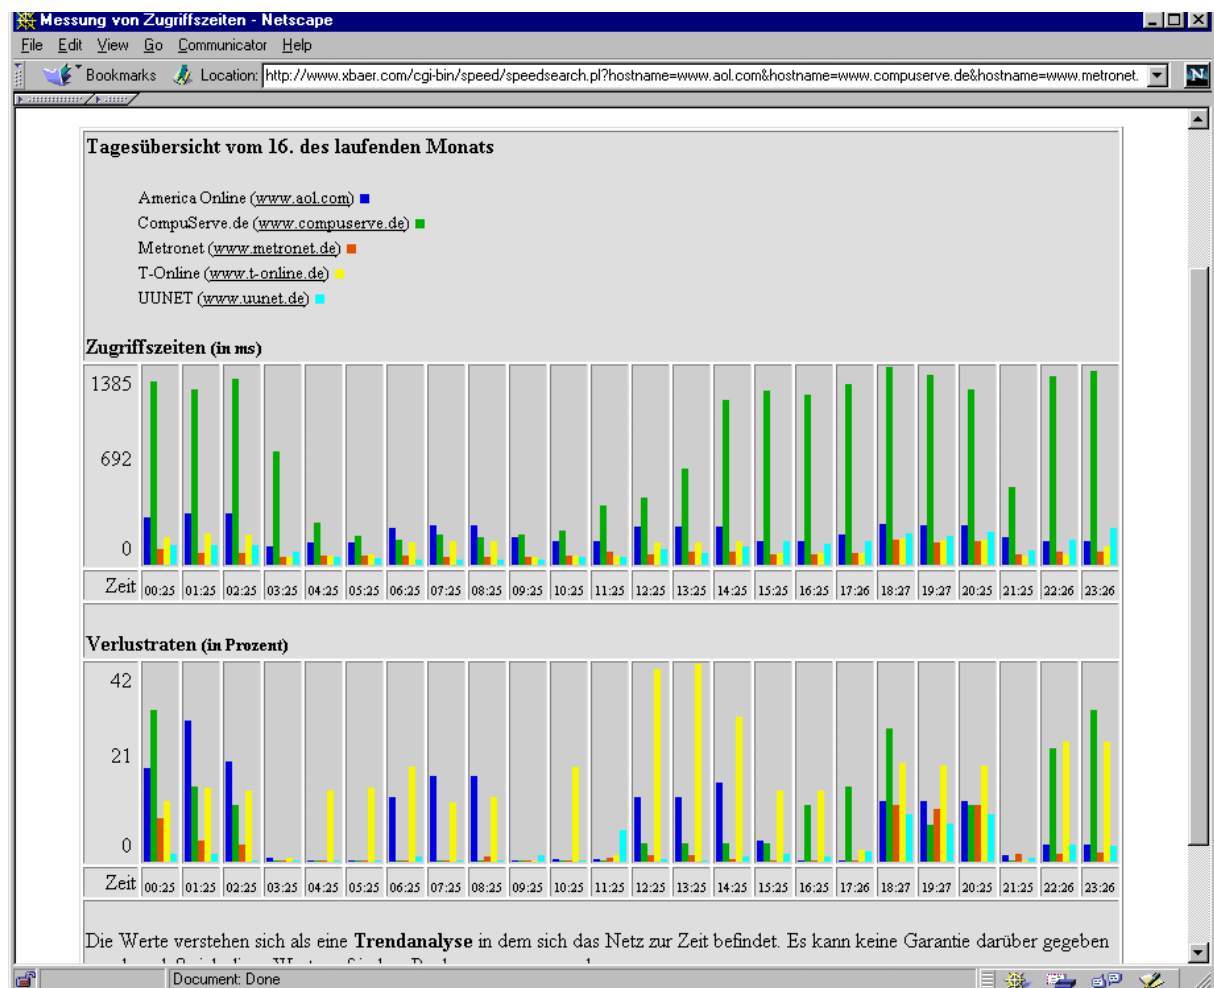 Messung von Zugriffszeiten - Netscape
File Edit View Go Communicator Help
Bookmarks Location: http://www.xbaer.com/cgi-bin/speed/speedsearch.pl?hostname=www.aol.com&hostname=www.compuserve.de&hostname=www.metronet.
N
Tagesübersicht vom 16. des laufenden Monats
America Online (www.aol.com)
CompuServe.de (www.compuserve.de)
Metronet (www.metronet.de)
T-Online (www.t-online.de)
UUNET (www.uunet.de)
Zugriffszeiten (in ms)
1385
692
0
Zeit 00:25 01:25 02:25 03:25 04:25 05:25 06:25 07:25 08:25 09:25 10:25 11:25 12:25 13:25 14:25 15:25 16:25 17:26 18:27 19:27 20:25 21:25 22:26 23:26
Verlustraten (in Prozent)
42
21
0
Zeit 00:25 01:25 02:25 03:25 04:25 05:25 06:25 07:25 08:25 09:25 10:25 11:25 12:25 13:25 14:25 15:25 16:25 17:26 18:27 19:27 20:25 21:25 22:26 23:26
Die Werte verstehen sich als eine Trendanalyse in dem sich das Netz zur Zeit befindet. Es kann keine Garantie darüber gegeben
Document: Done